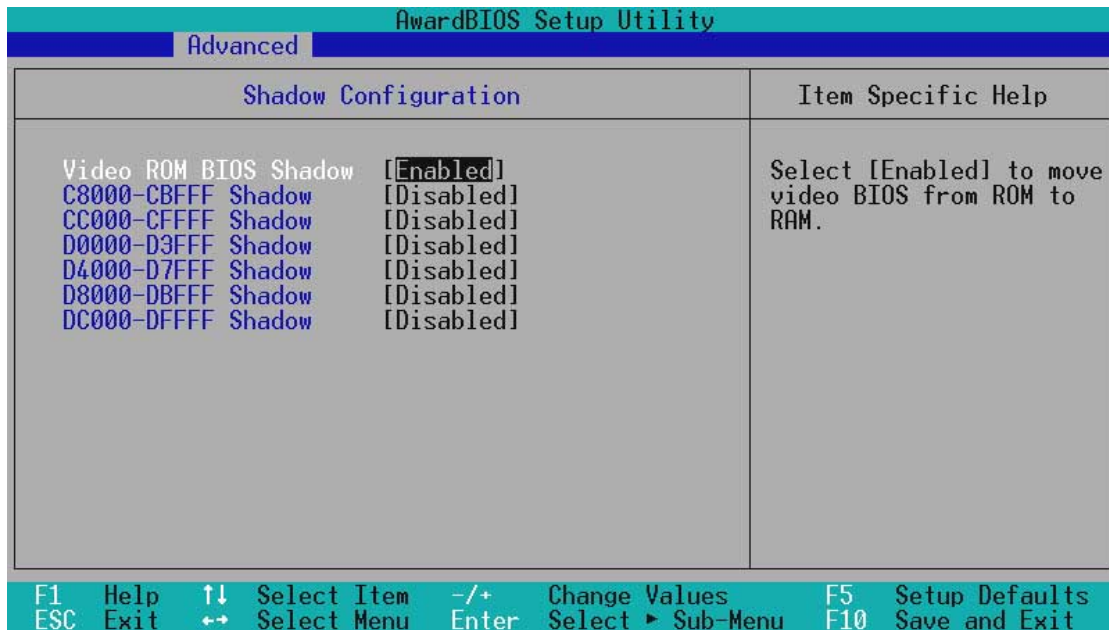 AwardBIOS Setup Utility
Advanced
Shadow Configuration
Item Specific Help
Video ROM BIOS Shadow [Enabled]
C8000-CBFFF Shadow [Disabled]
CC000-CFFFF Shadow [Disabled]
D0000-D3FFF Shadow [Disabled]
D4000-D7FFF Shadow [Disabled]
D8000-DBFFF Shadow [Disabled]
DC000-DFFFF Shadow [Disabled]
Select [Enabled] to move
video BIOS from ROM to
RAM.
F1 Help ↑↓ Select Item -/+ Change Values F5 Setup Defaults
ESC Exit ←→ Select Menu Enter Select ► Sub-Menu F10 Save and Exit